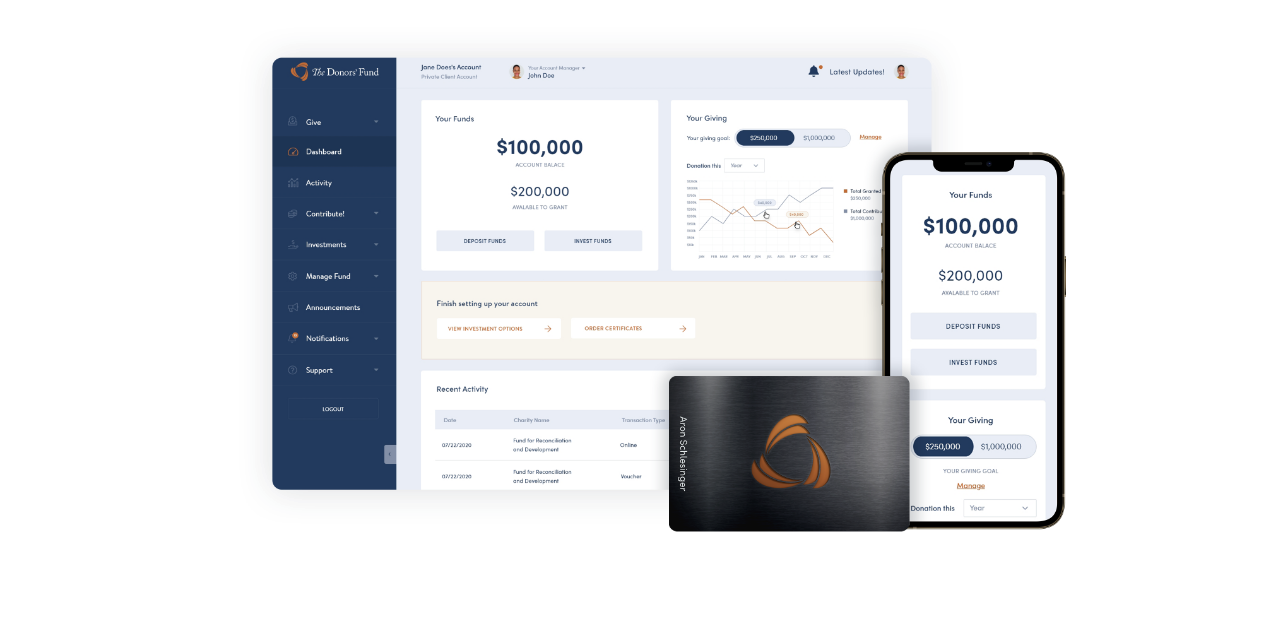 The Donors' Fund
Give
Dashboard
Activity
Contribute!
Investments
Manage Fund
Announcements
Notifications
Support
LOGOUT
Jane Does's Account
Private Client Account
Your Account Manager
John Doe
Latest Updates!
Your Funds
$100,000
ACCOUNT BALACE
$200,000
AVALABLE TO GRANT
DEPOSIT FUNDS
INVEST FUNDS
Your Giving
Your giving goal:
$250,000
$1,000,000
Manage
Donation this
Year
Total Granted
$250,000
Total Contribu
$1,000,000
JAN FEB MAR APR MAY JUN JUL AUG SEP OCT NOV DEC
Finish setting up your account
VIEW INVESTMENT OPTIONS
ORDER CERTIFICATES
Recent Activity
Date Charity Name Transaction Type
07/22/2020 Fund for Reconciliation and Development Online
07/22/2020 Fund for Reconciliation and Development Voucher
Aron Schlesinger
Your Funds
$100,000
ACCOUNT BALACE
$200,000
AVALABLE TO GRANT
DEPOSIT FUNDS
INVEST FUNDS
Your Giving
$250,000
$1,000,000
YOUR GIVING GOAL
Manage
Donation this
Year